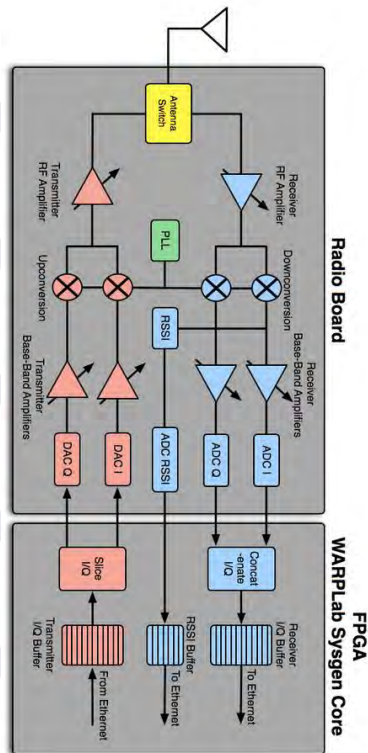 Radio Board
FPGA
WARPLab Sysgen Core
Antenna
Switch
Receiver
RF Amplifier
Downconversion
Receiver
Base-Band Amplifiers
ADC I
ADC Q
Concat
-enate
I/Q
Receiver
I/Q Buffer
To Ethernet
PLL
RSSI
ADC RSSI
RSSI Buffer
To Ethernet
Transmitter
RF Amplifier
Upconversion
Transmitter
Base-Band Amplifiers
DAC I
DAC Q
Slice
I/Q
Transmitter
I/Q Buffer
From Ethernet